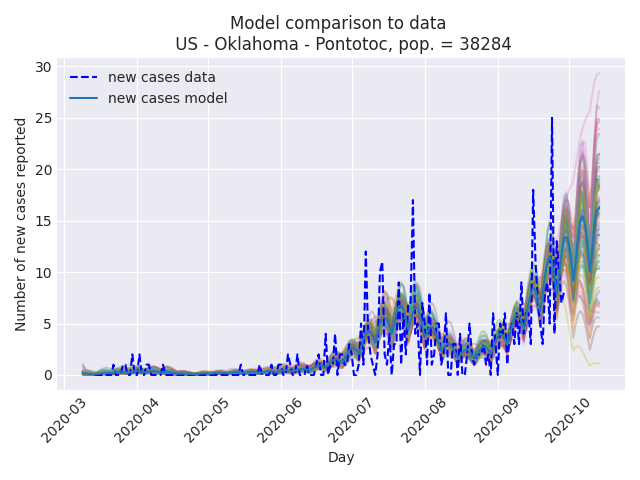 Model comparison to data
US - Oklahoma - Pontotoc, pop. = 38284
new cases data
new cases model
Number of new cases reported
30
25
20
15
10
5
0
2020-03
2020-04
2020-05
2020-06
2020-07
2020-08
2020-09
2020-10
Day